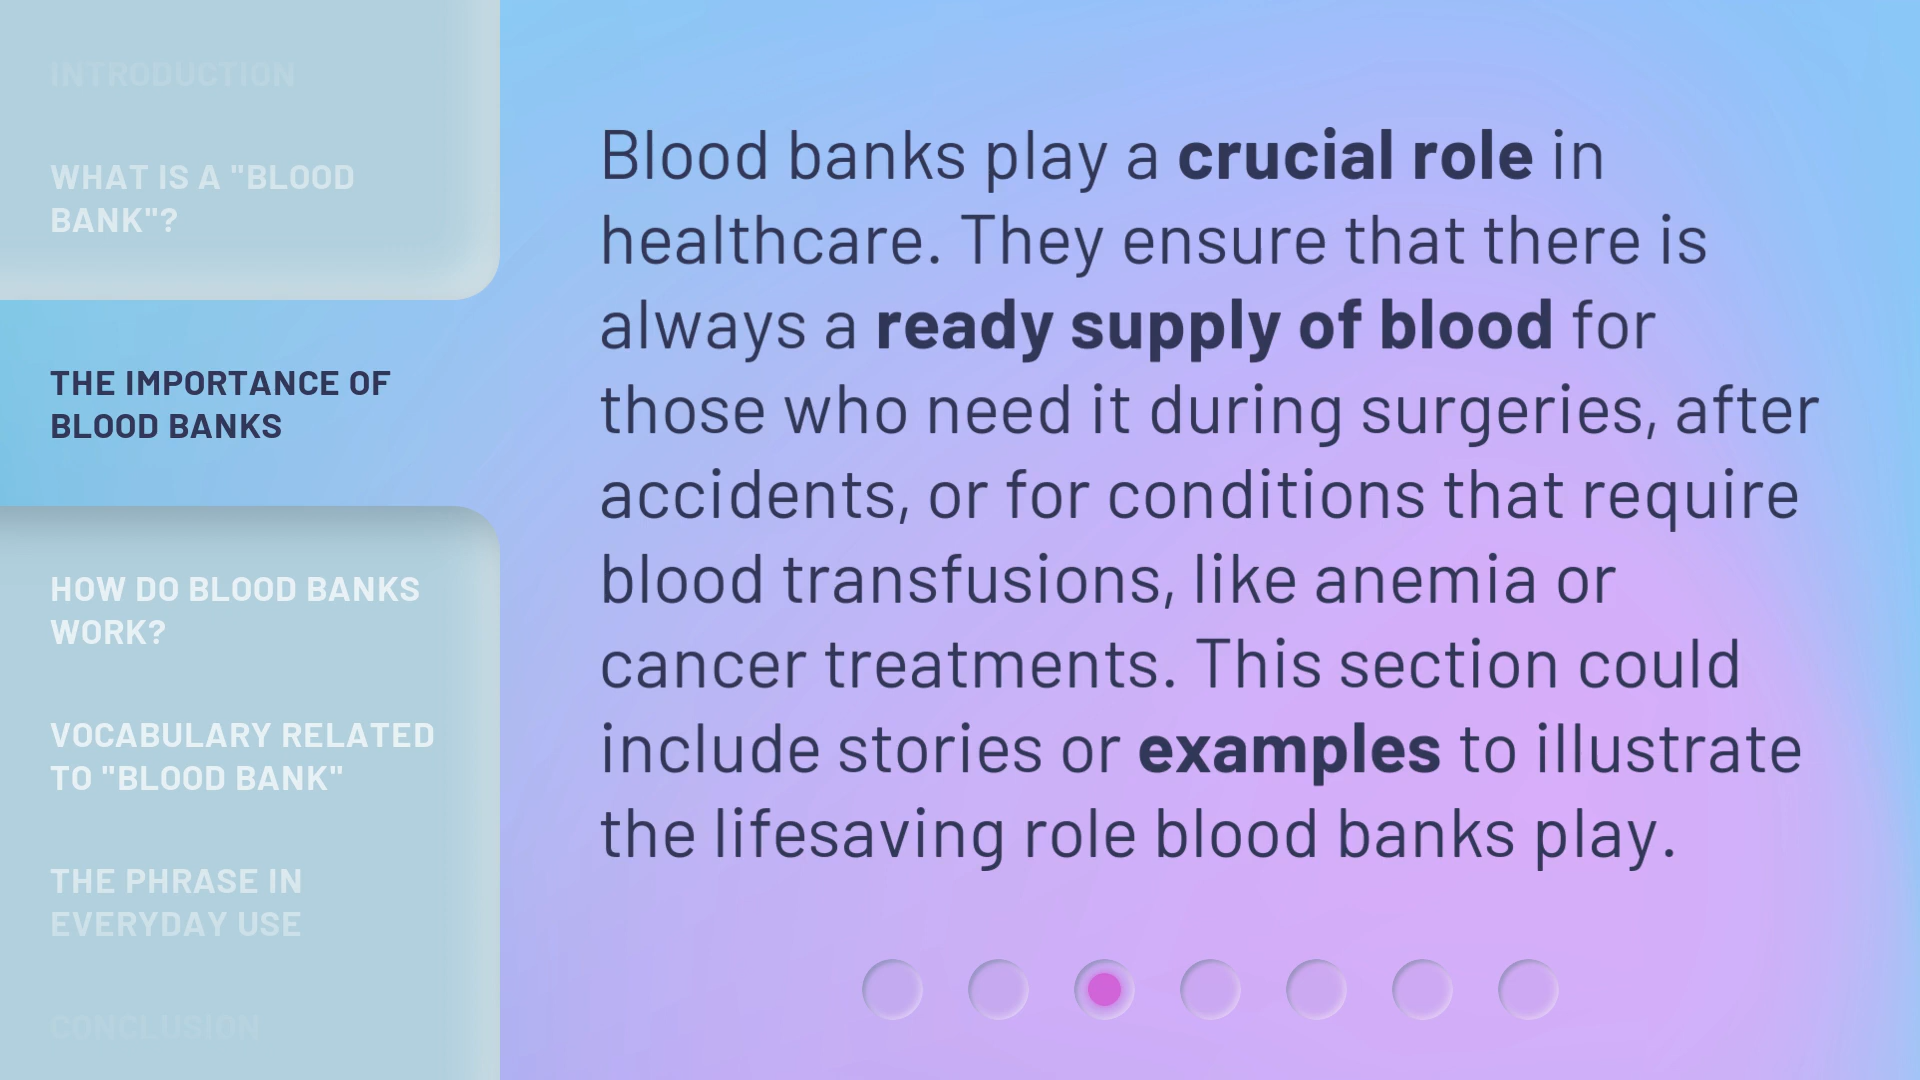 INTRODUCTION
WHAT IS A "BLOOD
BANK"?
THE IMPORTANCE OF
BLOOD BANKS
HOW DO BLOOD BANKS
WORK?
VOCABULARY RELATED
TO "BLOOD BANK"
THE PHRASE IN
EVERYDAY USE
CONCLUSION
Blood banks play a crucial role in
healthcare. They ensure that there is
always a ready supply of blood for
those who need it during surgeries, after
accidents, or for conditions that require
blood transfusions, like anemia or
cancer treatments. This section could
include stories or examples to illustrate
the lifesaving role blood banks play.